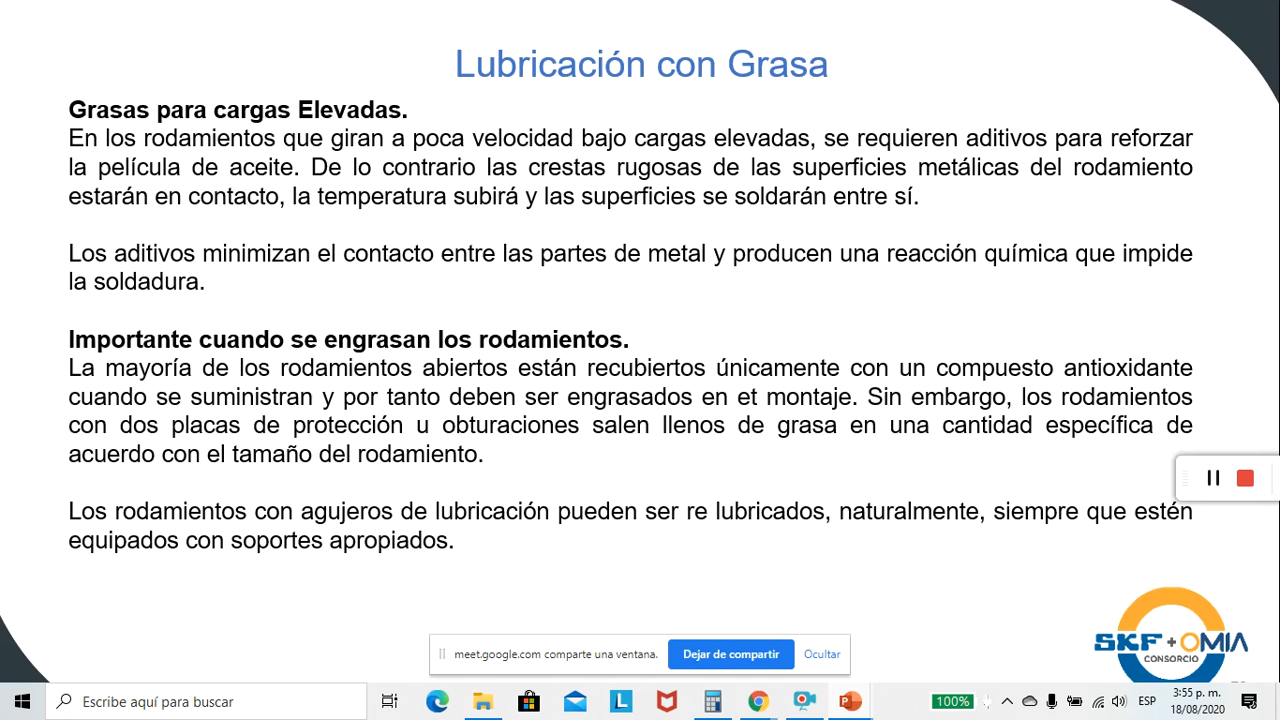 Lubricación con Grasa
Grasas para cargas Elevadas.
En los rodamientos que giran a poca velocidad bajo cargas elevadas, se requieren aditivos para reforzar
la película de aceite. De lo contrario las crestas rugosas de las superficies metálicas del rodamiento
estarán en contacto, la temperatura subirá y las superficies se soldarán entre sí.
Los aditivos minimizan el contacto entre las partes de metal y producen una reacción química que impide
la soldadura.
Importante cuando se engrasan los rodamientos.
La mayoría de los rodamientos abiertos están recubiertos únicamente con un compuesto antioxidante
cuando se suministran y por tanto deben ser engrasados en et montaje. Sin embargo, los rodamientos
con dos placas de protección u obturaciones salen llenos de grasa en una cantidad específica de
acuerdo con el tamaño del rodamiento.
Los rodamientos con agujeros de lubricación pueden ser re lubricados, naturalmente, siempre que estén
equipados con soportes apropiados.
SKF + OMIA
CONSORCIO
meet.google.com comparte una ventana.
Dejar de compartir
Ocultar
Escribe aquí para buscar
L
100%
ESP
3:55 p. m.
18/08/2020